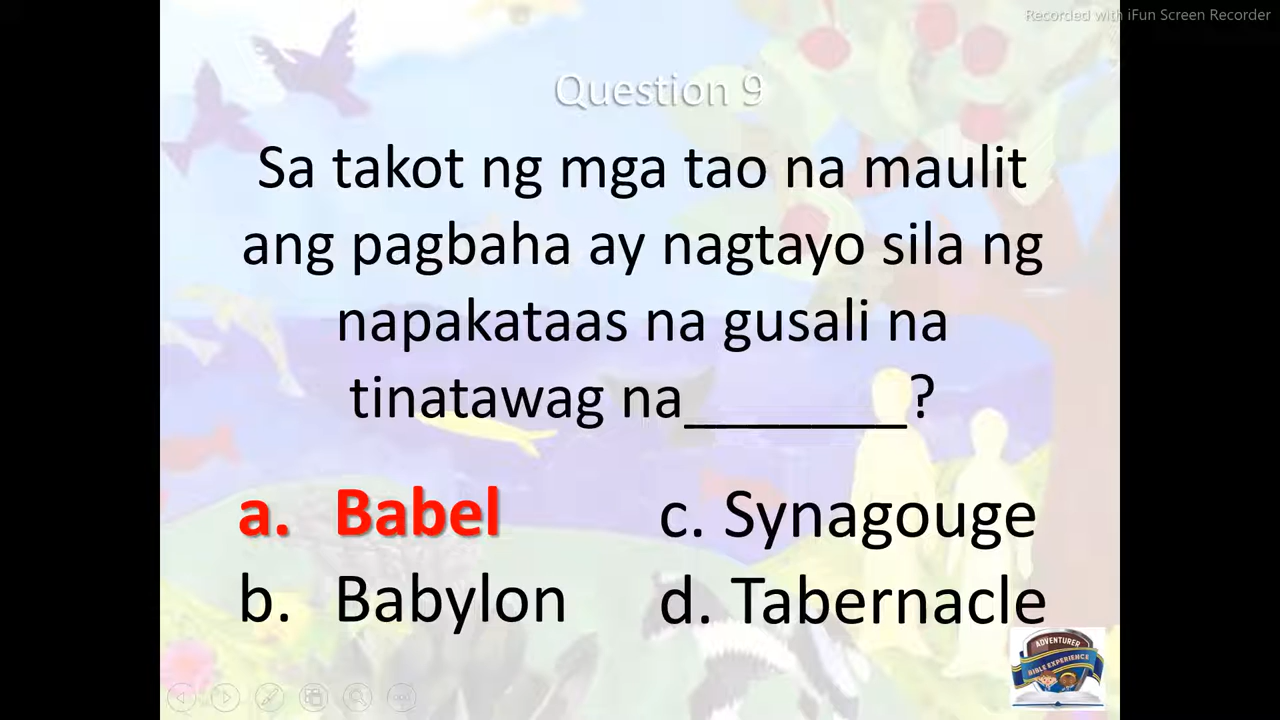 Recorded with iFun Screen Recorder
Question 9
Sa takot ng mga tao na maulit
ang pagbaha ay nagtayo sila ng
napakataas na gusali na
tinatawag na_______?
a. Babel
b. Babylon
c. Synagouge
d. Tabernacle
ADVENTURER
BIBLE EXPERIENCE